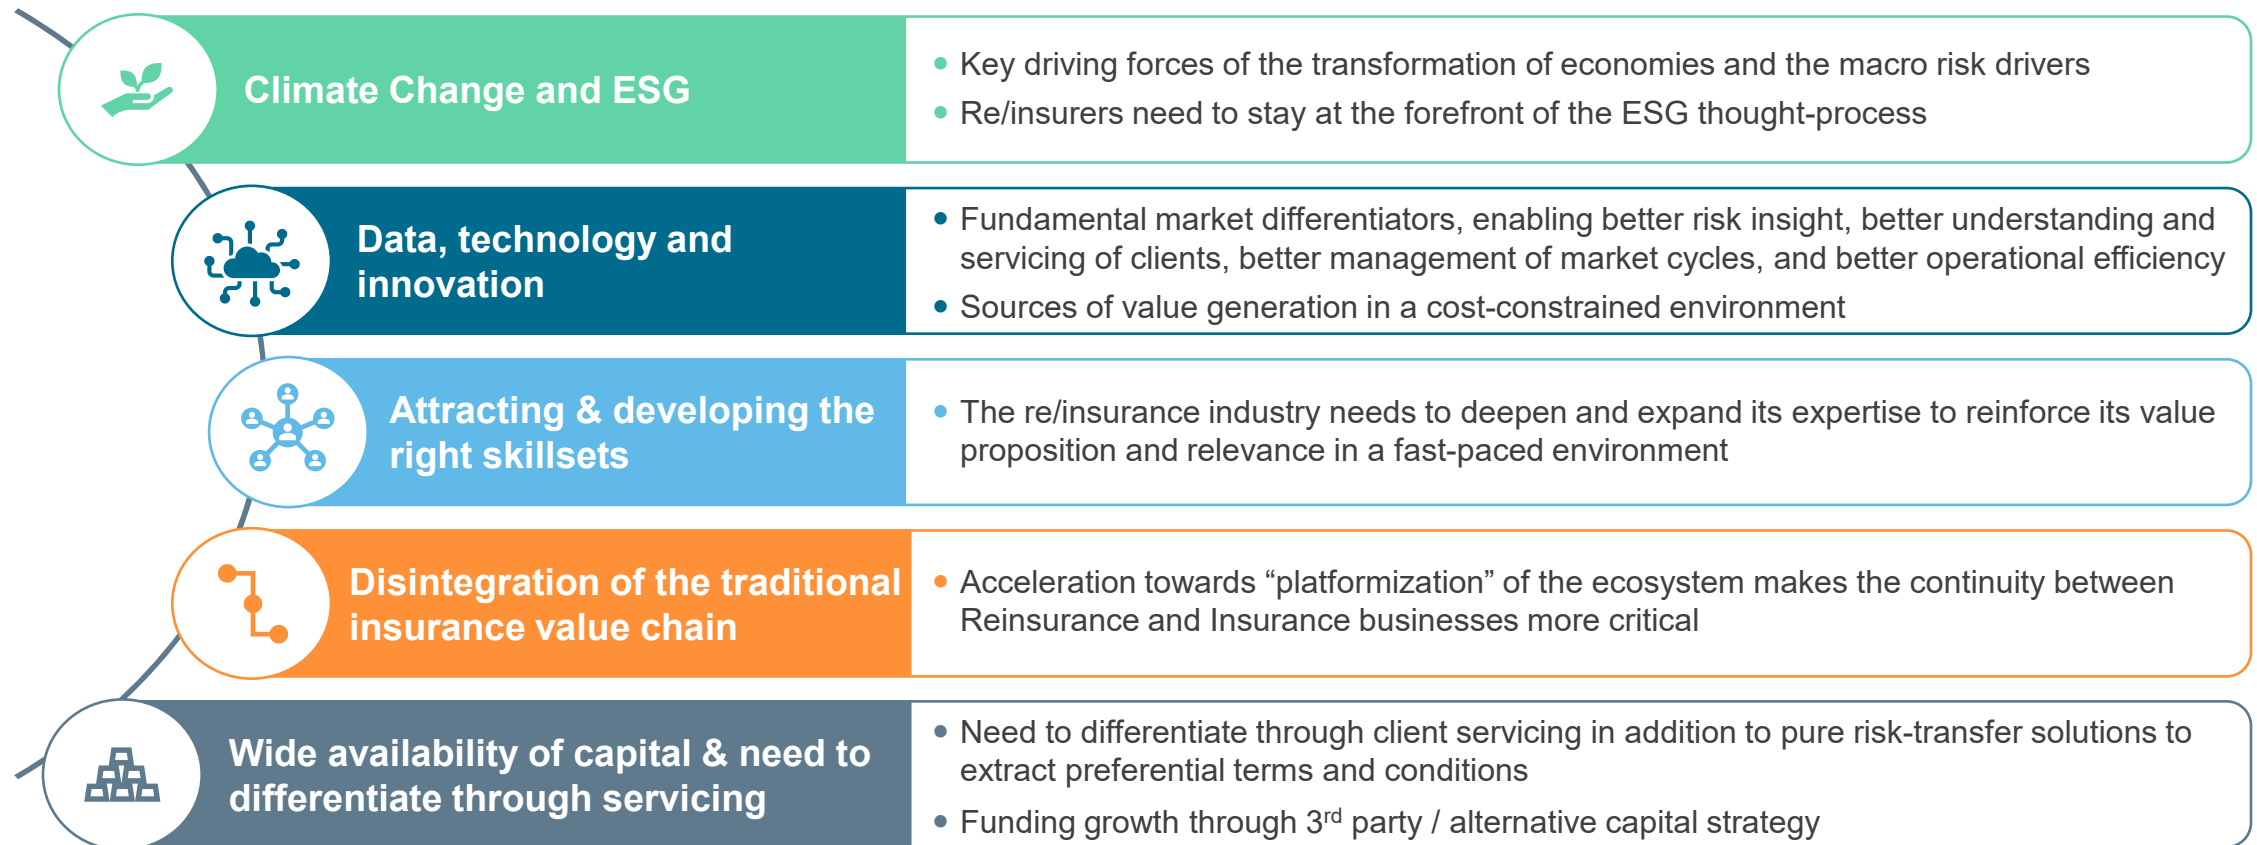 Climate Change and ESG
• Key driving forces of the transformation of economies and the macro risk drivers
• Re/insurers need to stay at the forefront of the ESG thought-process
Data, technology and
innovation
• Fundamental market differentiators, enabling better risk insight, better understanding and
servicing of clients, better management of market cycles, and better operational efficiency
• Sources of value generation in a cost-constrained environment
Attracting & developing the
right skillsets
• The re/insurance industry needs to deepen and expand its expertise to reinforce its value
proposition and relevance in a fast-paced environment
Disintegration of the traditional
insurance value chain
• Acceleration towards “platformization” of the ecosystem makes the continuity between
Reinsurance and Insurance businesses more critical
Wide availability of capital & need to
differentiate through servicing
• Need to differentiate through client servicing in addition to pure risk-transfer solutions to
extract preferential terms and conditions
• Funding growth through 3rd party / alternative capital strategy